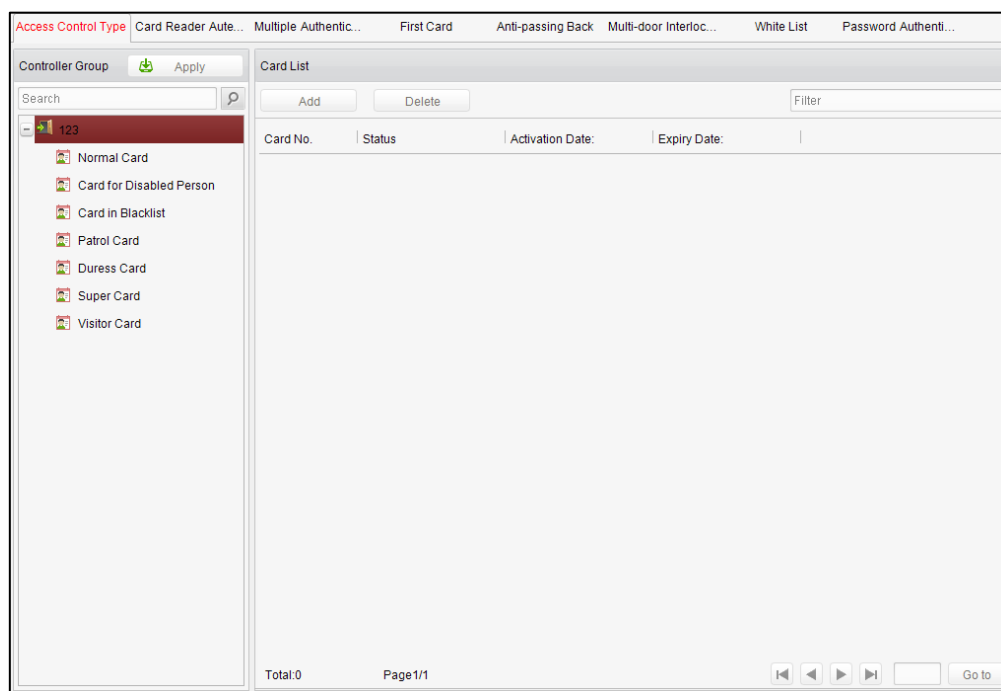 Access Control Type Card Reader Aute... Multiple Authentic... First Card Anti-passing Back Multi-door Interloc... White List Password Authenti...
Controller Group Apply
Search
123
Normal Card
Card for Disabled Person
Card in Blacklist
Patrol Card
Duress Card
Super Card
Visitor Card
Card List
Add Delete Filter
Card No. Status Activation Date: Expiry Date:
Total:0 Page1/1 Go to